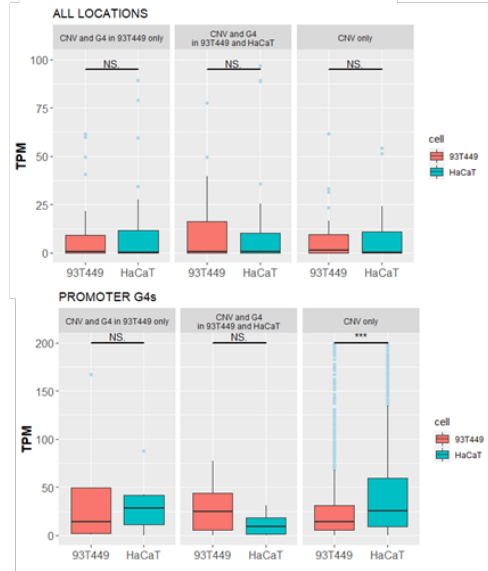 ALL LOCATIONS
CNV and G4 in 93T449 only
CNV and G4
in 93T449 and HaCaT
CNV only
NS.
NS.
NS.
100
75
50
25
0
TPM
93T449
HaCaT
93T449
HaCaT
93T449
HaCaT
cell
93T449
HaCaT
PROMOTER G4s
CNV and G4 in 93T449 only
CNV and G4
in 93T449 and HaCaT
CNV only
NS.
NS.
***
200
150
100
50
0
TPM
93T449
HaCaT
93T449
HaCaT
93T449
HaCaT
cell
93T449
HaCaT